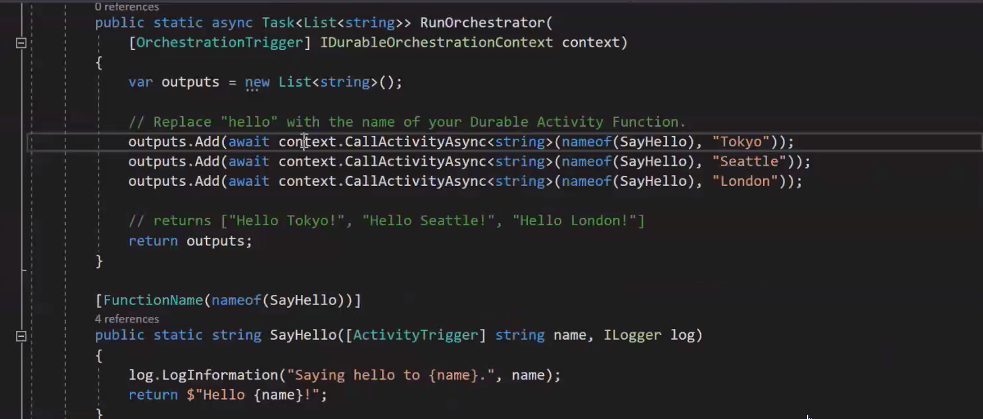 0 references
public static async Task<List<string>> RunOrchestrator(
[OrchestrationTrigger] IDurableOrchestrationContext context)
{
var outputs = new List<string>();
// Replace "hello" with the name of your Durable Activity Function.
outputs.Add(await context.CallActivityAsync<string>(nameof(SayHello), "Tokyo"));
outputs.Add(await context.CallActivityAsync<string>(nameof(SayHello), "Seattle"));
outputs.Add(await context.CallActivityAsync<string>(nameof(SayHello), "London"));
// returns ["Hello Tokyo!", "Hello Seattle!", "Hello London!"]
return outputs;
}
[FunctionName(nameof(SayHello))]
4 references
public static string SayHello([ActivityTrigger] string name, ILogger log)
{
log.LogInformation("Saying hello to {name}.", name);
return $"Hello {name}!";
}